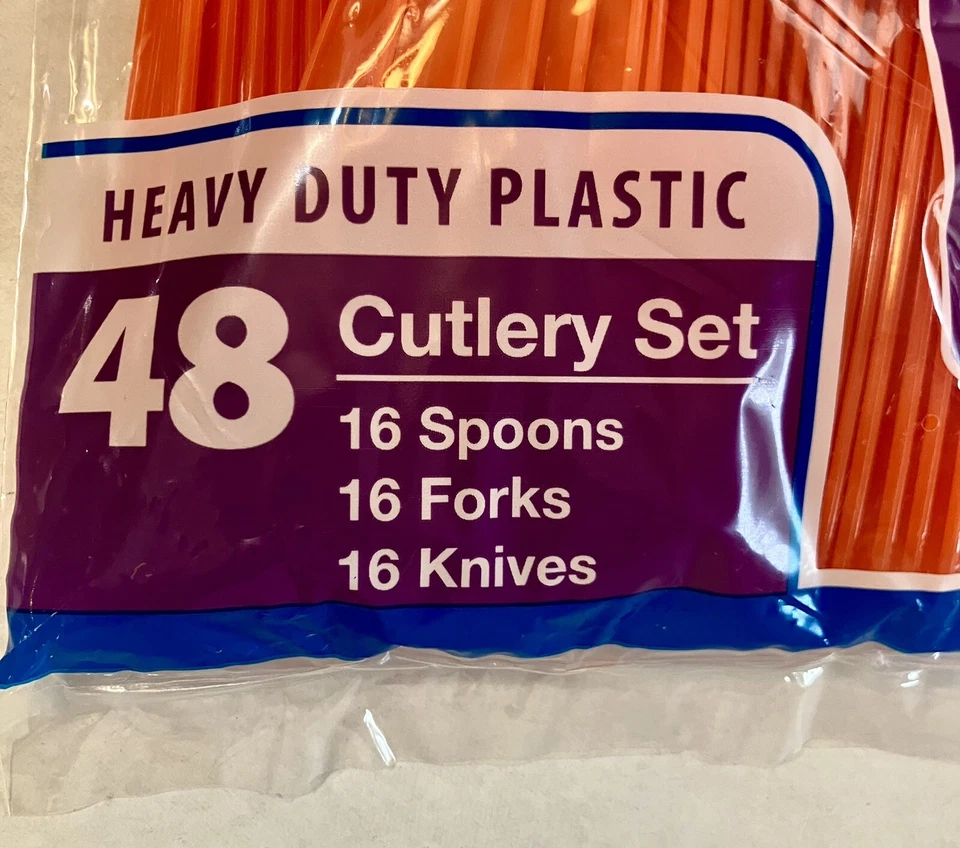 HEAVY DUTY PLASTIC
48
Cutlery Set
16 Spoons
16 Forks
16 Knives